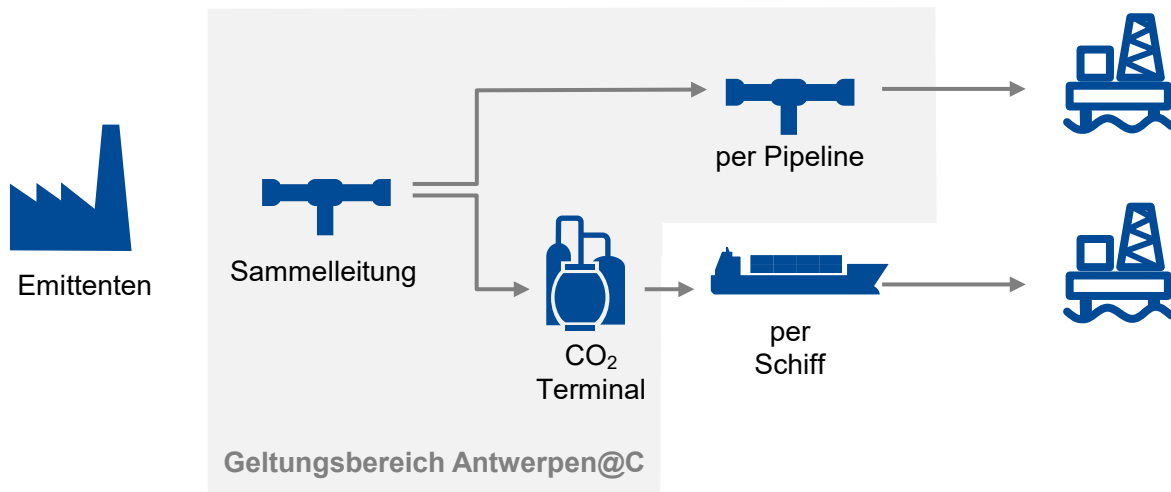 per Pipeline
Sammelleitung
Emittenten
per
Schiff
CO₂
Terminal
Geltungsbereich Antwerpen@C